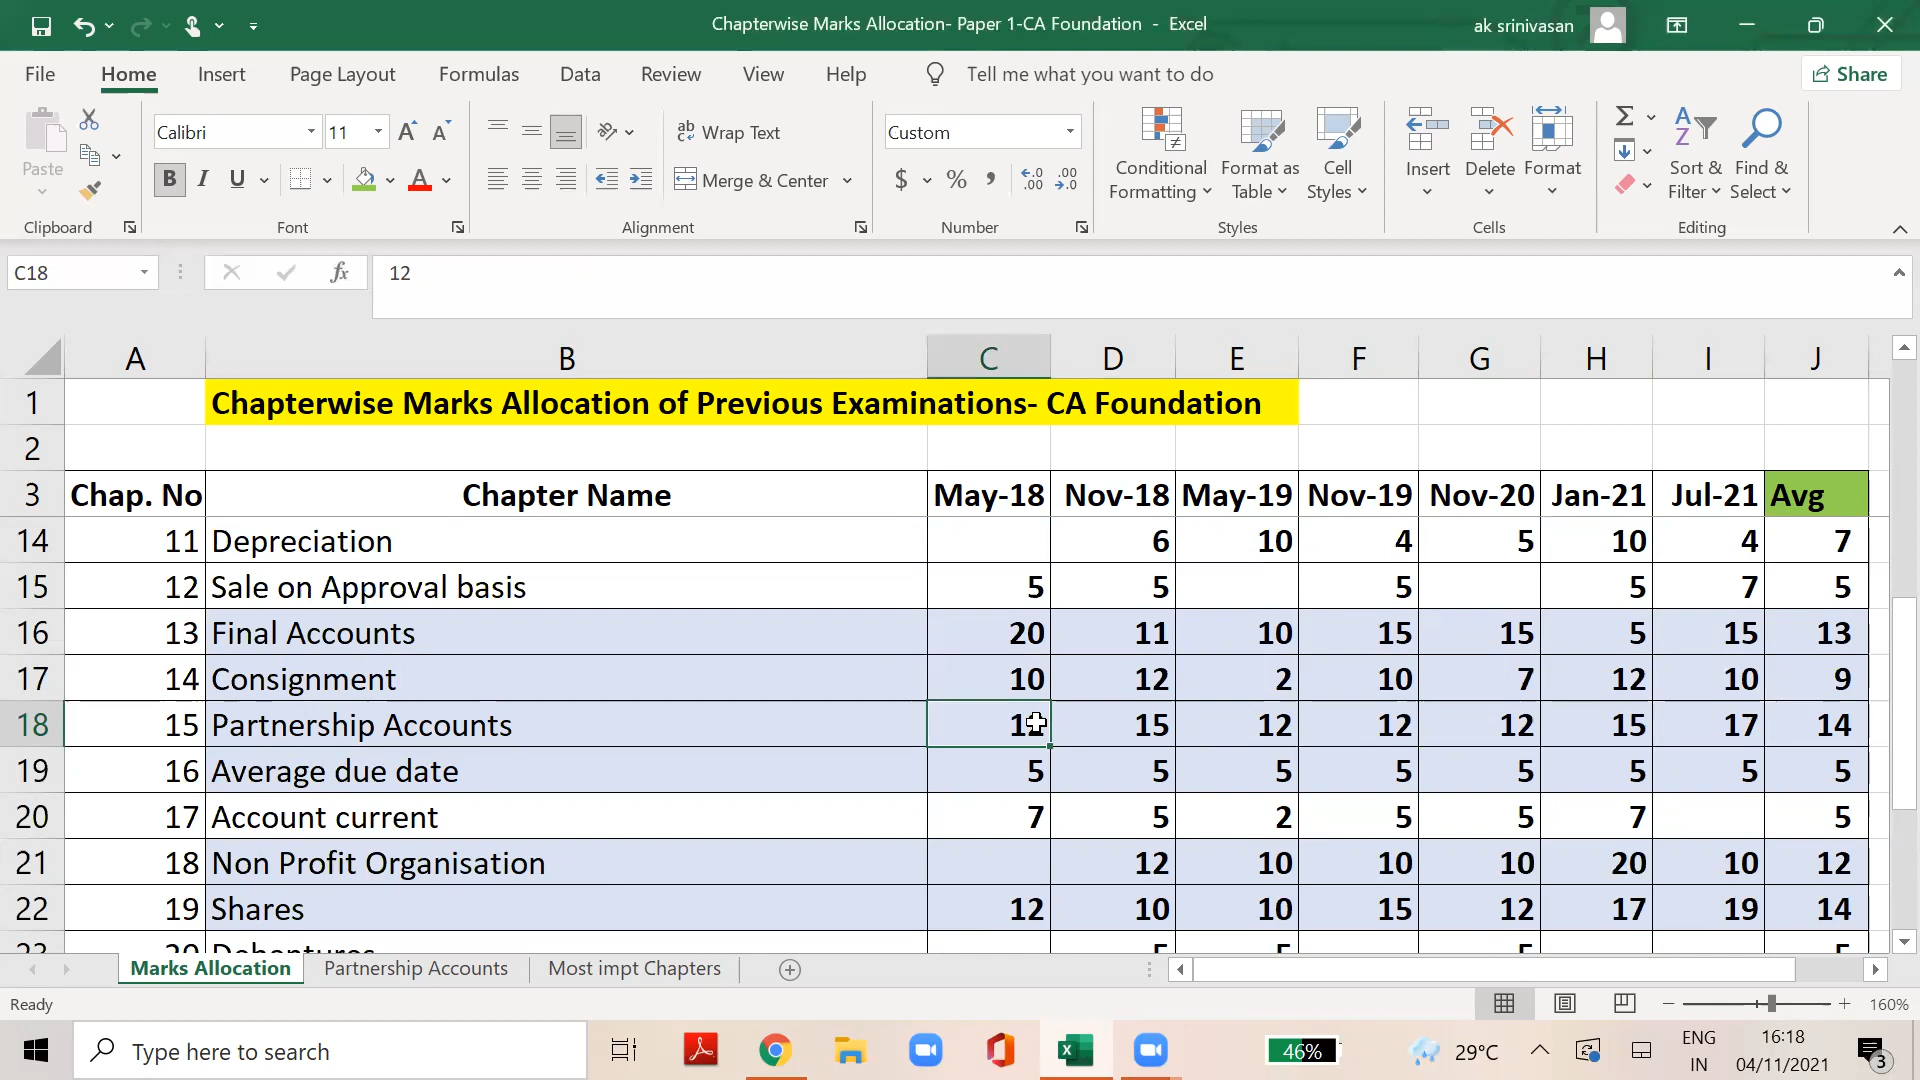 Chapterwise Marks Allocation- Paper 1-CA Foundation - Excel
ak srinivasan
File Home Insert Page Layout Formulas Data Review View Help Tell me what you want to do Share
Paste
Clipboard
Calibri 11
B I U
Font
Wrap Text
Merge & Center
Alignment
Custom
$ % ,
Number
Conditional Formatting
Format as Table
Cell Styles
Styles
Insert Delete Format
Cells
Sort & Filter
Find & Select
Editing
C18 fx 12
A B C D E F G H I J
1 Chapterwise Marks Allocation of Previous Examinations- CA Foundation
2
3 Chap. No Chapter Name May-18 Nov-18 May-19 Nov-19 Nov-20 Jan-21 Jul-21 Avg
14 11 Depreciation 6 10 4 5 10 4 7
15 12 Sale on Approval basis 5 5 5 5 7 5
16 13 Final Accounts 20 11 10 15 15 5 15 13
17 14 Consignment 10 12 2 10 7 12 10 9
18 15 Partnership Accounts 12 15 12 12 12 15 17 14
19 16 Average due date 5 5 5 5 5 5 5 5
20 17 Account current 7 5 2 5 5 7 5
21 18 Non Profit Organisation 12 10 10 10 20 10 12
22 19 Shares 12 10 10 15 12 17 19 14
23 20 Debentures 5 5 5 5
Marks Allocation Partnership Accounts Most impt Chapters
Ready
160%
Type here to search
46%
29°C
ENG
IN
16:18
04/11/2021
3